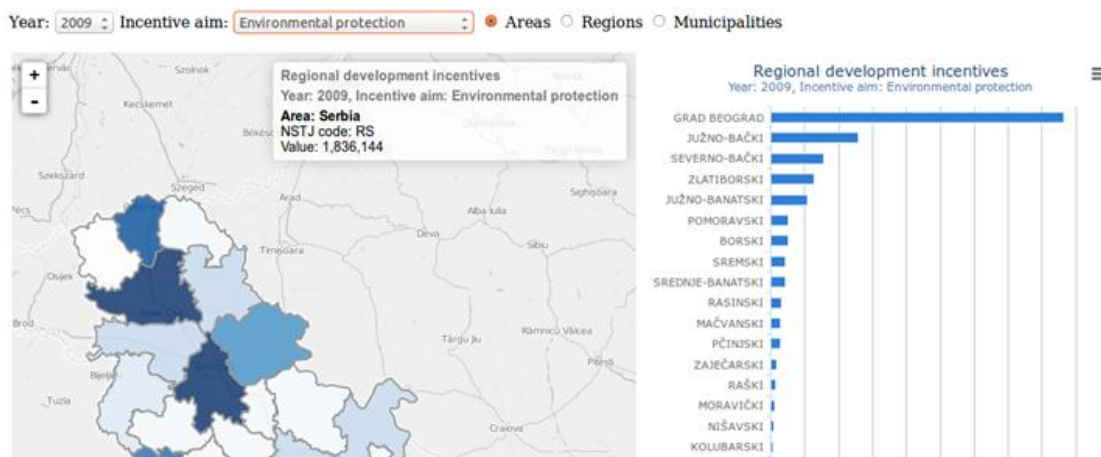 Year: 2009 Incentive aim: Environmental protection Areas Regions Municipalities
+
-
Szolnok
Kecskemét
Szekszárd
Szeged
Arad
Alba Iulia
Sighișoara
Deva
Sibiu
Timișoara
Osijek
Brod
Târgu Jiu
Râmnicu Vâlcea
Pitești
Tuzla
Craiova
Regional development incentives
Year: 2009, Incentive aim: Environmental protection
Area: Serbia
NSTJ code: RS
Value: 1,836,144
Regional development incentives
Year: 2009, Incentive aim: Environmental protection
GRAD BEOGRAD
JUŽNO-BAČKI
SEVERNO-BAČKI
ZLATIBORSKI
JUŽNO-BANATSKI
POMORAVSKI
BORSKI
SREMSKI
SREDNJE-BANATSKI
RASINSKI
MAČVANSKI
PČINJSKI
ZAJEČARSKI
RAŠKI
MORAVIČKI
NIŠAVSKI
KOLUBARSKI